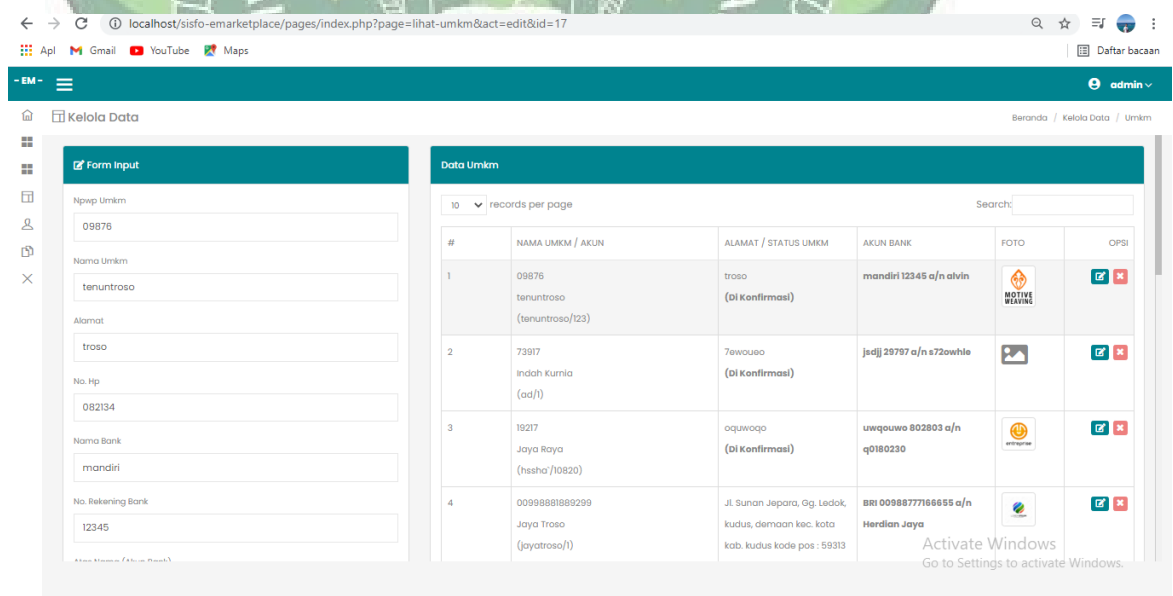 localhost/sisfo-emarketplace/pages/index.php?page=lihat-umkm&act=edit&id=17
Apl
Gmail
YouTube
Maps
Daftar bacaan
- EM -
admin
Kelola Data
Beranda / Kelola Data / Umkm
Form Input
Npwp Umkm
09876
Nama Umkm
tenuntroso
Alamat
troso
No. Hp
082134
Nama Bank
mandiri
No. Rekening Bank
12345
Atas Nama (Akun Bank)
Data Umkm
10 records per page
Search:
# NAMA UMKM / AKUN ALAMAT / STATUS UMKM AKUN BANK FOTO OPSI
1 09876 troso mandiri 12345 a/n alvin
tenuntroso (Di Konfirmasi) MOTIVE
WEAVING
(tenuntroso/123)
2 73917 7ewoueo jsdjj 29797 a/n s72owhle
Indah Kurnia (Di Konfirmasi)
(ad/1)
3 19217 oquwoqo uwqouwo 802803 a/n
Jaya Raya (Di Konfirmasi) q0180230
(hssha'/10820)
4 00998881889299 Jl. Sunan Jepara, Gg. Ledok, BRI 00988777166655 a/n
Jaya Troso kudus, demaan kec. kota Herdian Jaya
(jayatroso/1) kab. kudus kode pos : 59313
Activate Windows
Go to Settings to activate Windows.